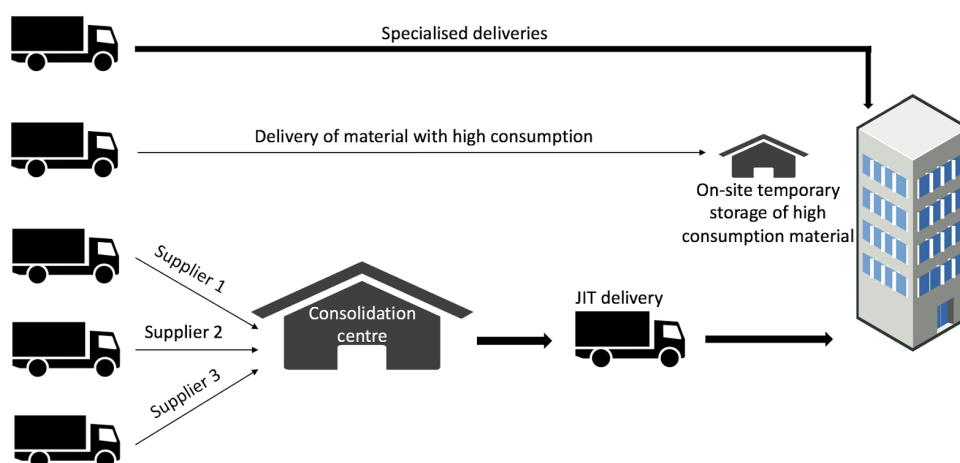 Specialised deliveries
Delivery of material with high consumption
On-site temporary
storage of high
consumption material
Supplier 1
Supplier 2
Supplier 3
Consolidation
centre
JIT delivery